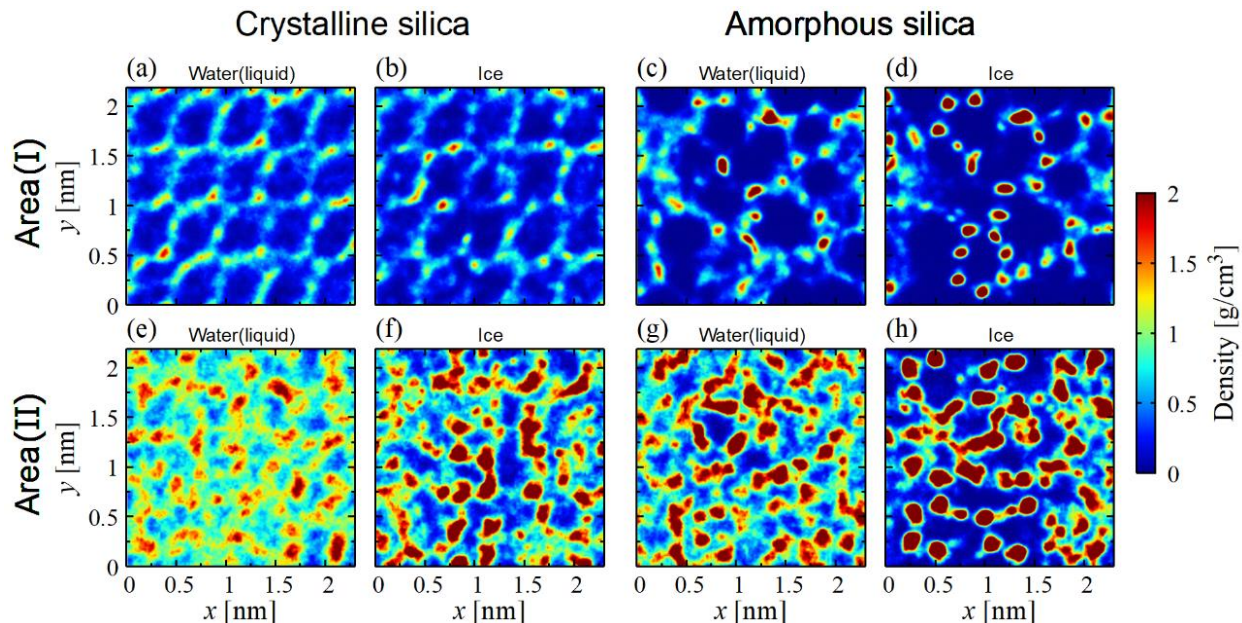 Crystalline silica Amorphous silica
(a) Water(liquid) (b) Ice (c) Water(liquid) (d) Ice
Area(I)
y [nm]
2
1.5
1
0.5
0
(e) Water(liquid) (f) Ice (g) Water(liquid) (h) Ice
Area(II)
y [nm]
2
1.5
1
0.5
0
0 0.5 1 1.5 2 0 0.5 1 1.5 2 0 0.5 1 1.5 2 0 0.5 1 1.5 2
x [nm] x [nm] x [nm] x [nm]
2
1.5
1
0.5
0
Density [g/cm³]